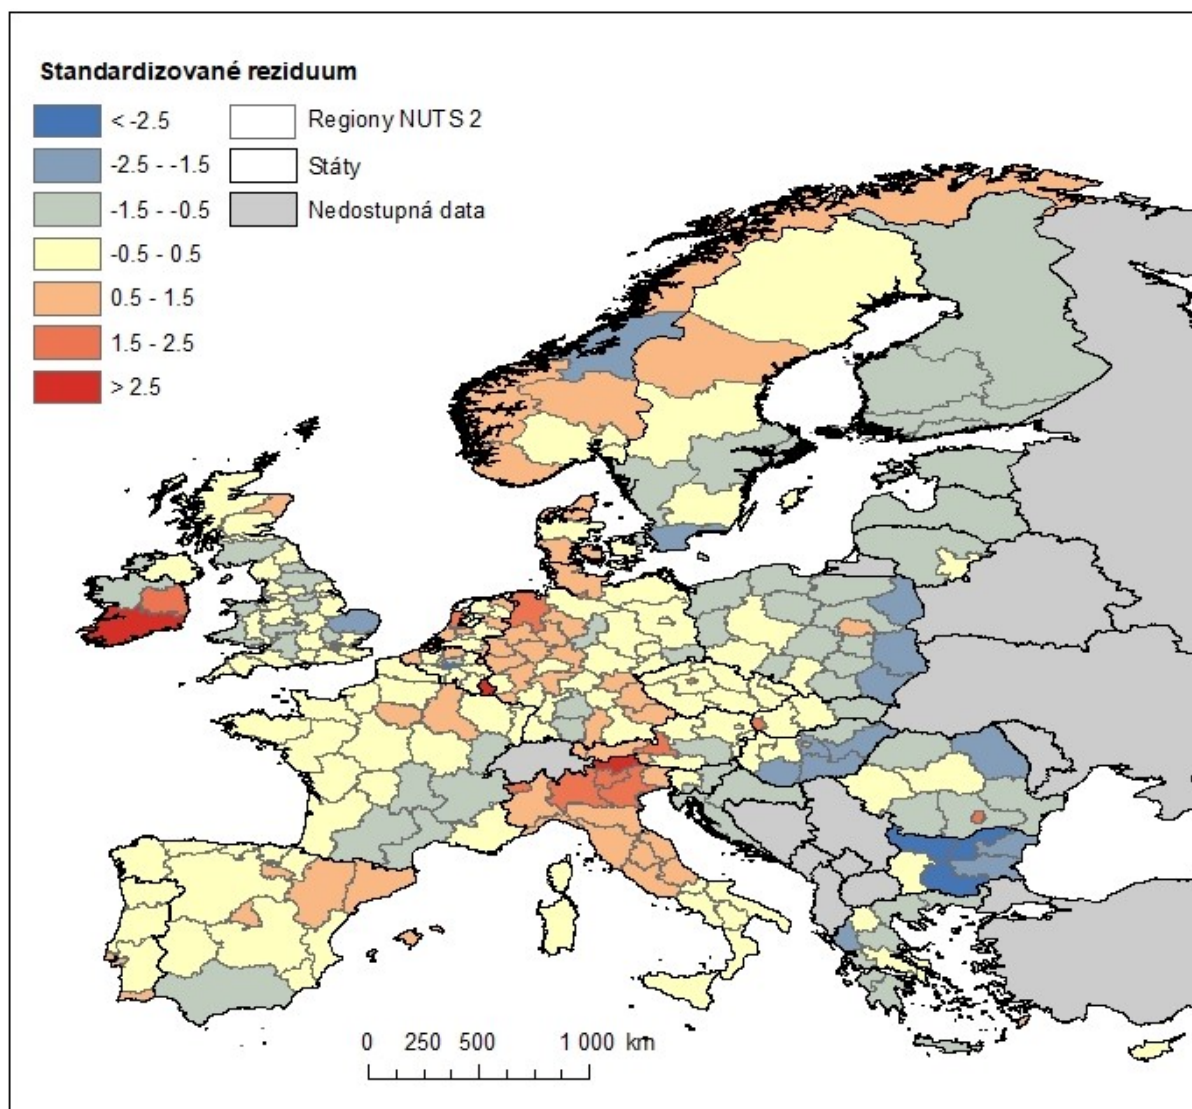 Standardizované reziduum
< -2.5
-2.5 - -1.5
-1.5 - -0.5
-0.5 - 0.5
0.5 - 1.5
1.5 - 2.5
> 2.5
Regiony NUTS 2
Státy
Nedostupná data
0 250 500 1 000 km